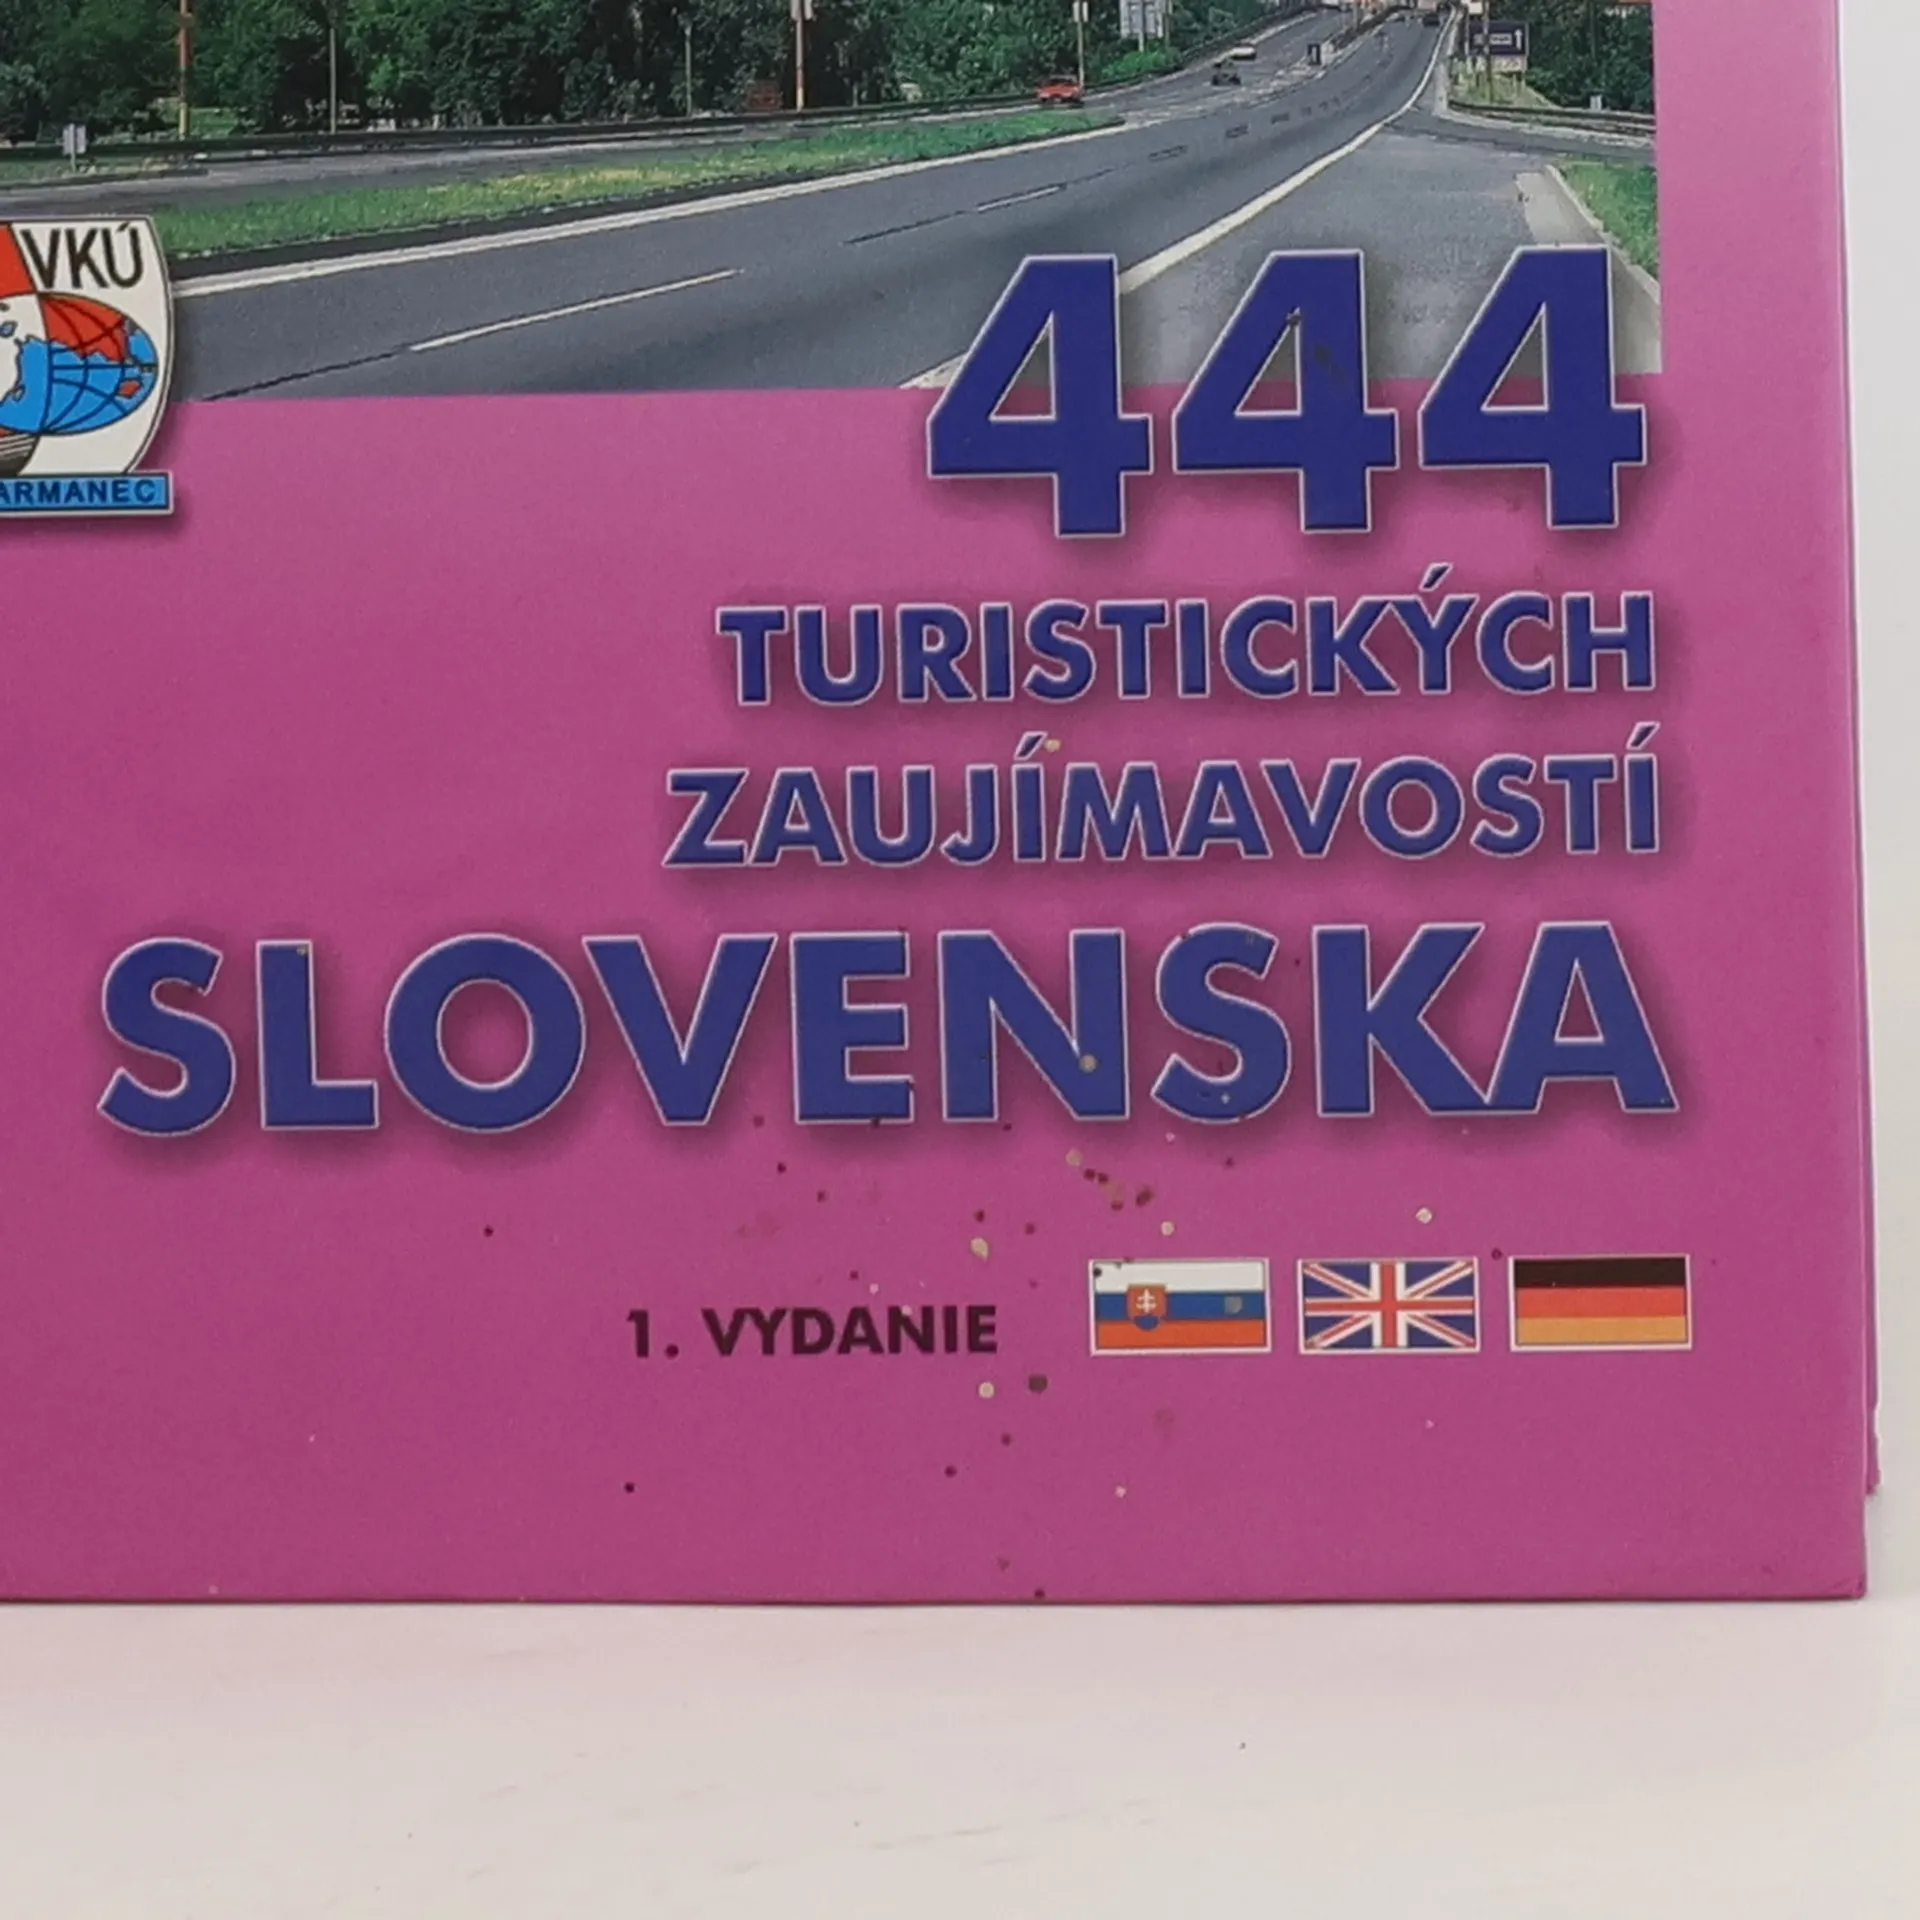 VKÚ
444
ARMANEC
TURISTICKÝCH
ZAUJÍMAVOSTÍ
SLOVENSKA
1. VYDANIE